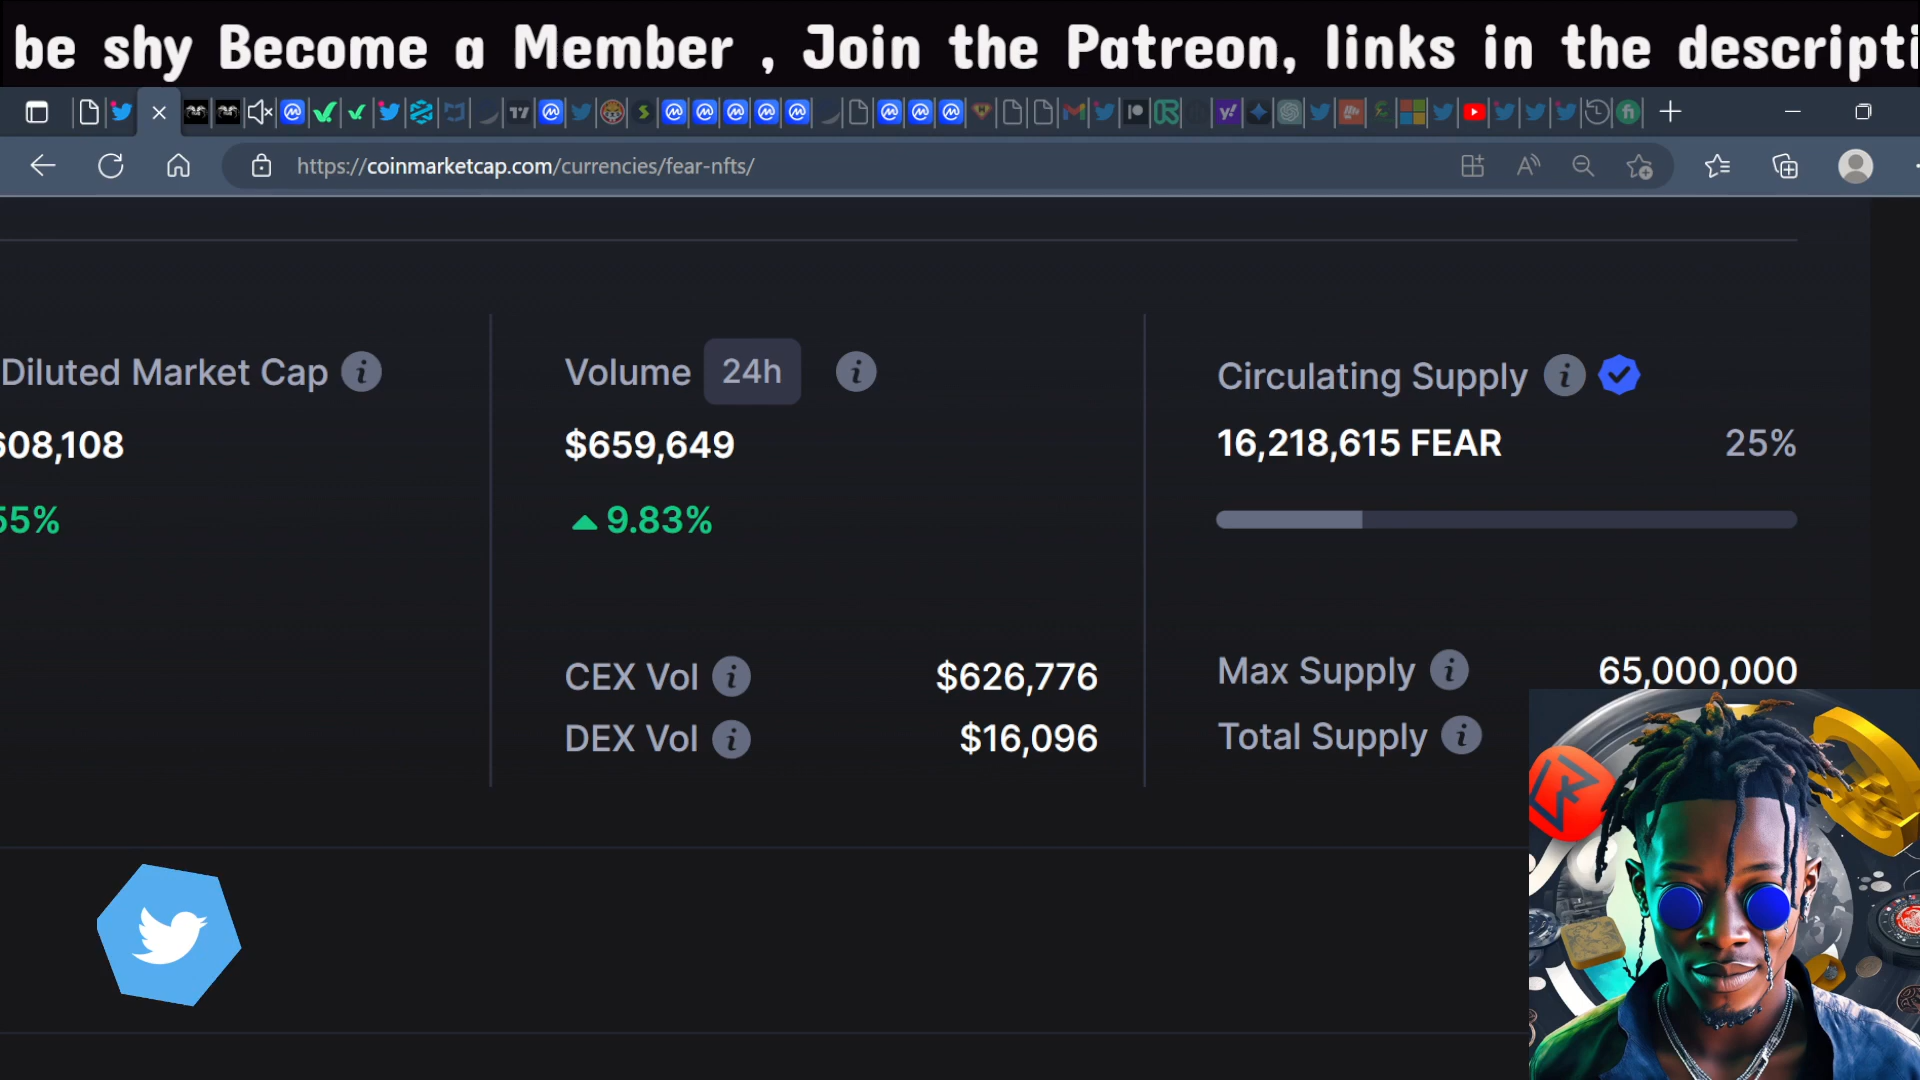 be shy Become a Member , Join the Patreon, links in the descripti
https://coinmarketcap.com/currencies/fear-nfts/
Diluted Market Cap
608,108
55%
Volume 24h
$659,649
9.83%
CEX Vol $626,776
DEX Vol $16,096
Circulating Supply
16,218,615 FEAR 25%
Max Supply 65,000,000
Total Supply